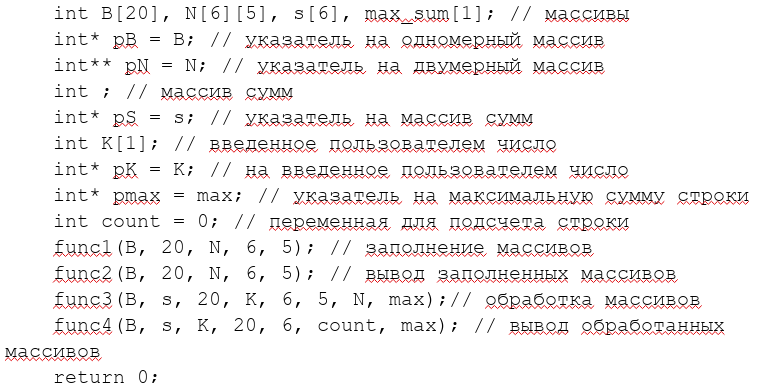 int B[20], N[6][5], s[6], max_sum[1]; // массивы
int* pB = B; // указатель на одномерный массив
int** pN = N; // указатель на двумерный массив
int ; // массив сумм
int* pS = s; // указатель на массив сумм
int K[1]; // введенное пользователем число
int* pK = K; // на введенное пользователем число
int* pmax = max; // указатель на максимальную сумму строки
int count = 0; // переменная для подсчета строки
func1(B, 20, N, 6, 5); // заполнение массивов
func2(B, 20, N, 6, 5); // вывод заполненных массивов
func3(B, s, 20, K, 6, 5, N, max);// обработка массивов
func4(B, s, K, 20, 6, count, max); // вывод обработанных
массивов
return 0;